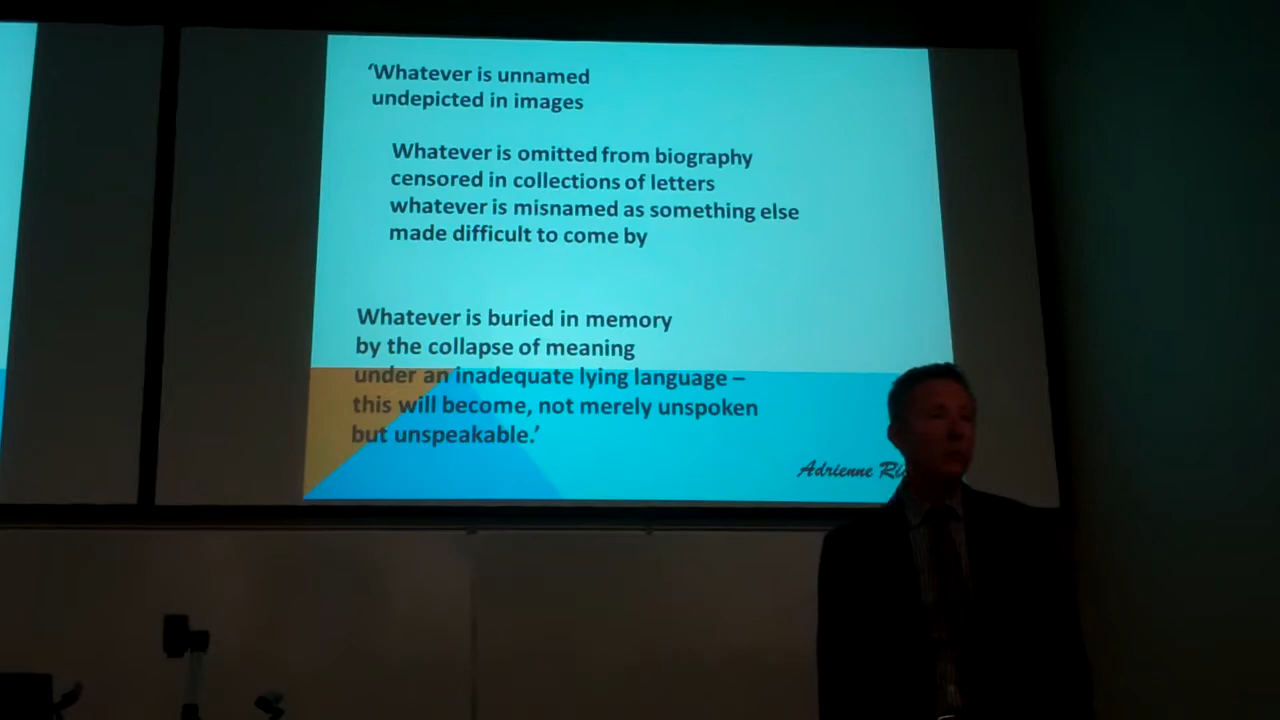 ‘Whatever is unnamed
undepicted in images
Whatever is omitted from biography
censored in collections of letters
whatever is misnamed as something else
made difficult to come by
Whatever is buried in memory
by the collapse of meaning
under an inadequate lying language –
this will become, not merely unspoken
but unspeakable.’
Adrienne